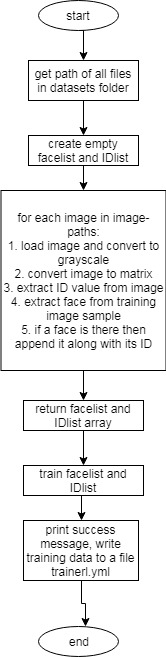 start
get path of all files
in datasets folder
create empty
facelist and IDlist
for each image in image-
paths:
1. load image and convert to
grayscale
2. convert image to matrix
3. extract ID value from image
4. extract face from training
image sample
5. if a face is there then
append it along with its ID
return facelist and
IDlist array
train facelist and
IDlist
print success
message, write
training data to a file
trainerl.yml
end